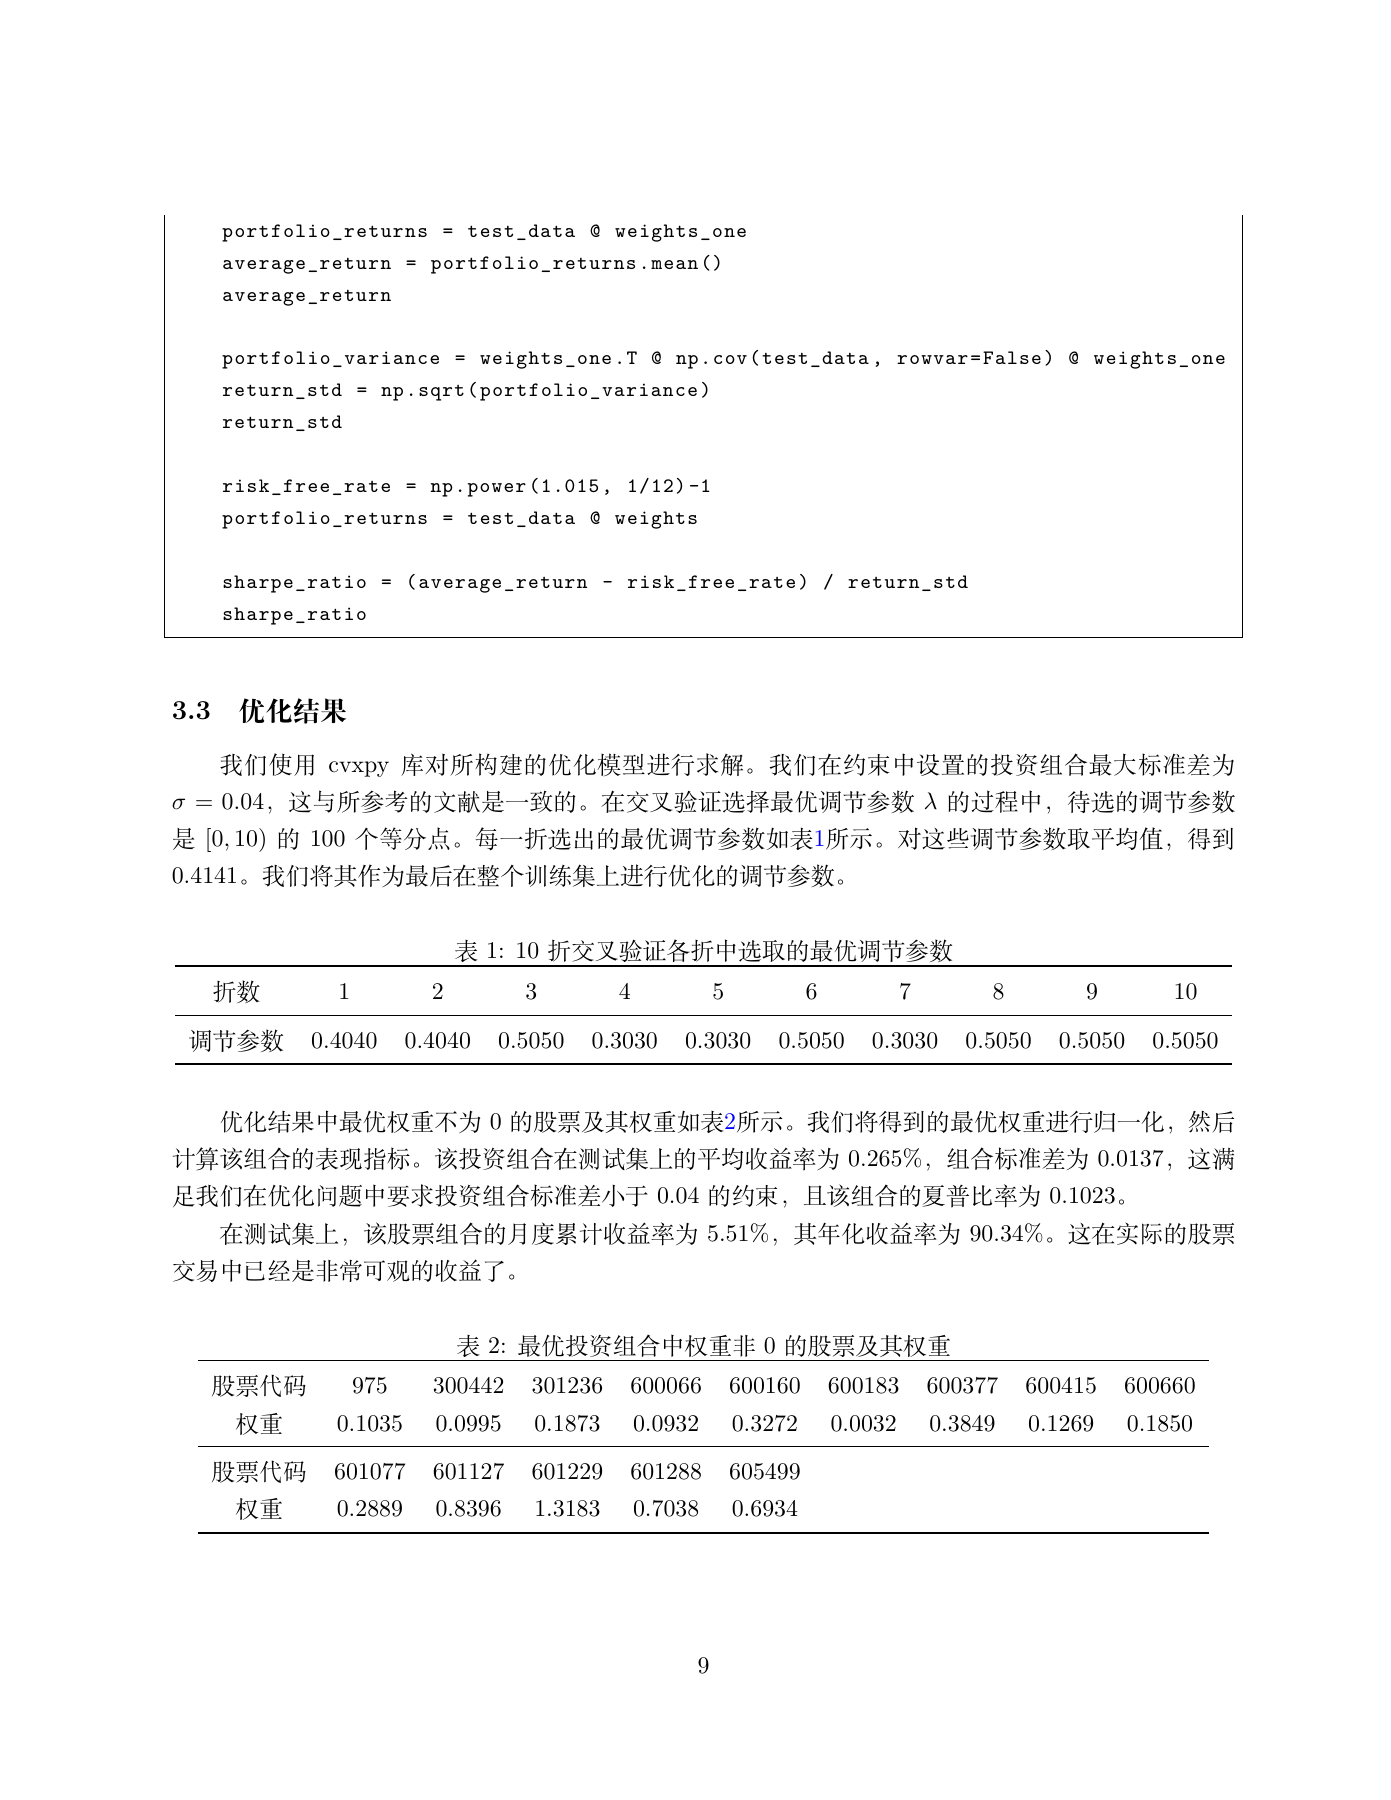 portfolio_returns = test_data @ weights_one
average_return = portfolio_returns.mean()
average_return
portfolio_variance = weights_one.T @ np.cov(test_data, rowvar=False) @ weights_one
return_std = np.sqrt(portfolio_variance)
return_std
risk_free_rate = np.power(1.015, 1/12)-1
portfolio_returns = test_data @ weights
sharpe_ratio = (average_return - risk_free_rate) / return_std
sharpe_ratio
3.3 优化结果
我们使用 cvxpy 库对所构建的优化模型进行求解。我们在约束中设置的投资组合最大标准差为
σ = 0.04，这与所参考的文献是一致的。在交叉验证选择最优调节参数 λ 的过程中，待选的调节参数
是 [0, 10) 的 100 个等分点。每一折选出的最优调节参数如表1所示。对这些调节参数取平均值，得到
0.4141。我们将其作为最后在整个训练集上进行优化的调节参数。
表 1: 10 折交叉验证各折中选取的最优调节参数
折数 1 2 3 4 5 6 7 8 9 10
调节参数 0.4040 0.4040 0.5050 0.3030 0.3030 0.5050 0.3030 0.5050 0.5050 0.5050
优化结果中最优权重不为 0 的股票及其权重如表2所示。我们将得到的最优权重进行归一化，然后
计算该组合的表现指标。该投资组合在测试集上的平均收益率为 0.265%，组合标准差为 0.0137，这满
足我们在优化问题中要求投资组合标准差小于 0.04 的约束，且该组合的夏普比率为 0.1023。
在测试集上，该股票组合的月度累计收益率为 5.51%，其年化收益率为 90.34%。这在实际的股票
交易中已经是非常可观的收益了。
表 2: 最优投资组合中权重非 0 的股票及其权重
股票代码 975 300442 301236 600066 600160 600183 600377 600415 600660
权重 0.1035 0.0995 0.1873 0.0932 0.3272 0.0032 0.3849 0.1269 0.1850
股票代码 601077 601127 601229 601288 605499
权重 0.2889 0.8396 1.3183 0.7038 0.6934
9